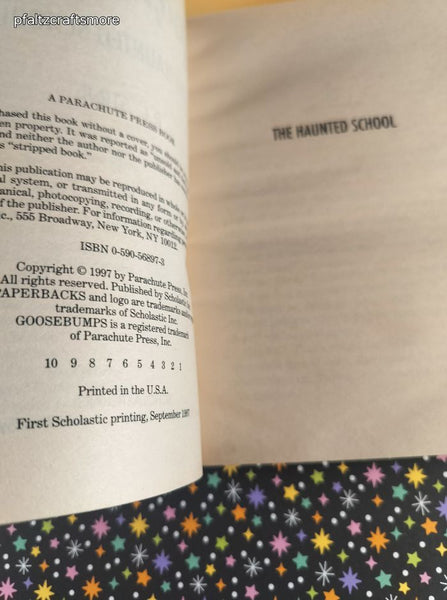 pfaltzcraftsmore
A PARACHUTE PRESS BOOK
hased this book without a cover, you should
en property. It was reported as "unsold and
nd neither the author nor the publisher has
is "stripped book."
his publication may be reproduced in whole or
al system, or transmitted in any form or by
anical, photocopying, recording, or otherwise,
of the publisher. For information regarding
c., 555 Broadway, New York, NY 10012.
ISBN 0-590-56897-3
Copyright © 1997 by Parachute Press, Inc.
All rights reserved. Published by Scholastic
PAPERBACKS and logo are trademarks and
trademarks of Scholastic Inc.
GOOSEBUMPS is a registered trademark
of Parachute Press, Inc.
10 9 8 7 6 5 4 3 2 1
Printed in the U.S.A.
First Scholastic printing, September 1997
THE HAUNTED SCHOOL